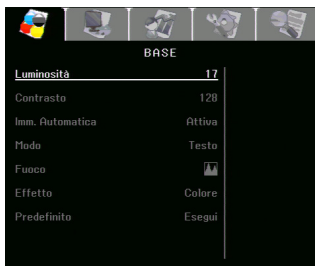 BASE
Luminosità 17
Contrasto 128
Imm. Automatica Attiva
Modo Testo
Fuoco
Effetto Colore
Predefinito Esegui